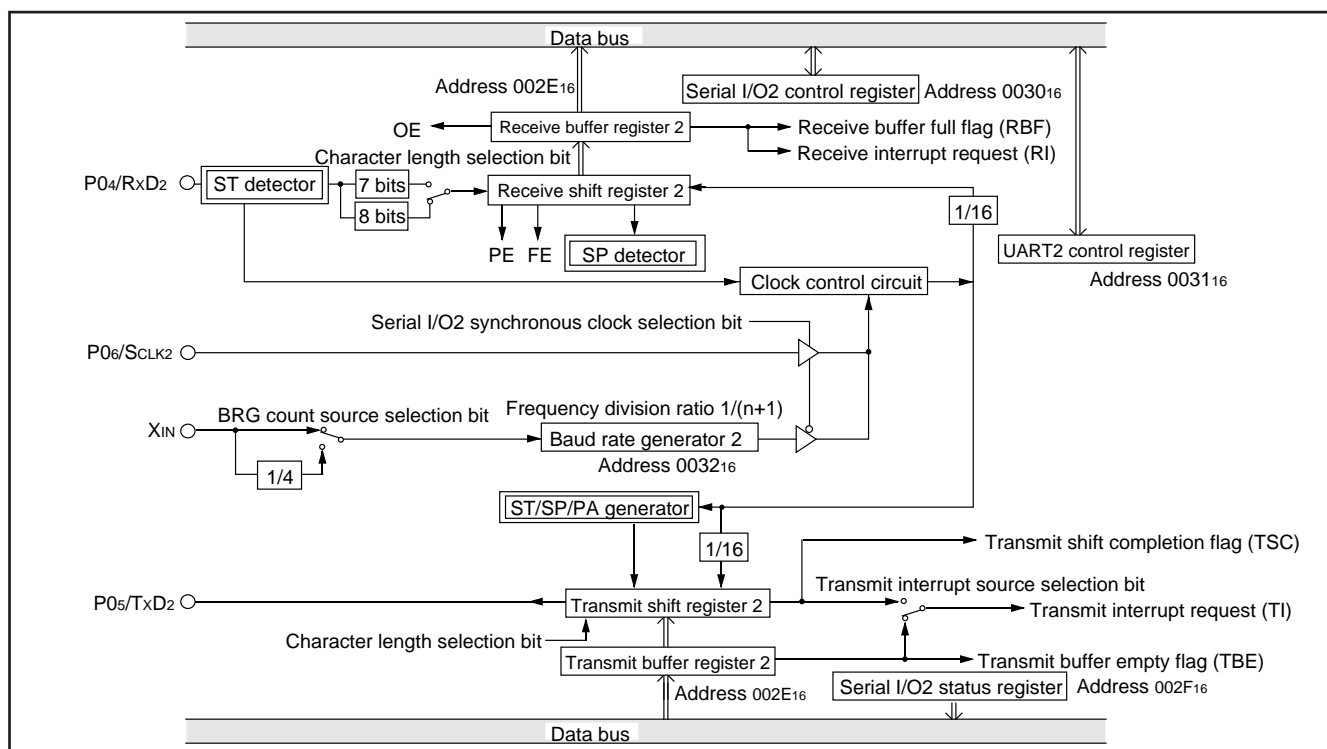 Data bus
Address 002E16
Serial I/O2 control register Address 003016
OE
Receive buffer register 2
Receive buffer full flag (RBF)
Receive interrupt request (RI)
Character length selection bit
P04/RxD2
ST detector
7 bits
8 bits
Receive shift register 2
1/16
PE FE
SP detector
UART2 control register
Address 003116
Clock control circuit
Serial I/O2 synchronous clock selection bit
P06/SCLK2
BRG count source selection bit
Frequency division ratio 1/(n+1)
XIN
Baud rate generator 2
Address 003216
1/4
ST/SP/PA generator
1/16
Transmit shift completion flag (TSC)
Transmit interrupt source selection bit
P05/TxD2
Transmit shift register 2
Transmit interrupt request (TI)
Character length selection bit
Transmit buffer register 2
Transmit buffer empty flag (TBE)
Address 002E16
Serial I/O2 status register Address 002F16
Data bus